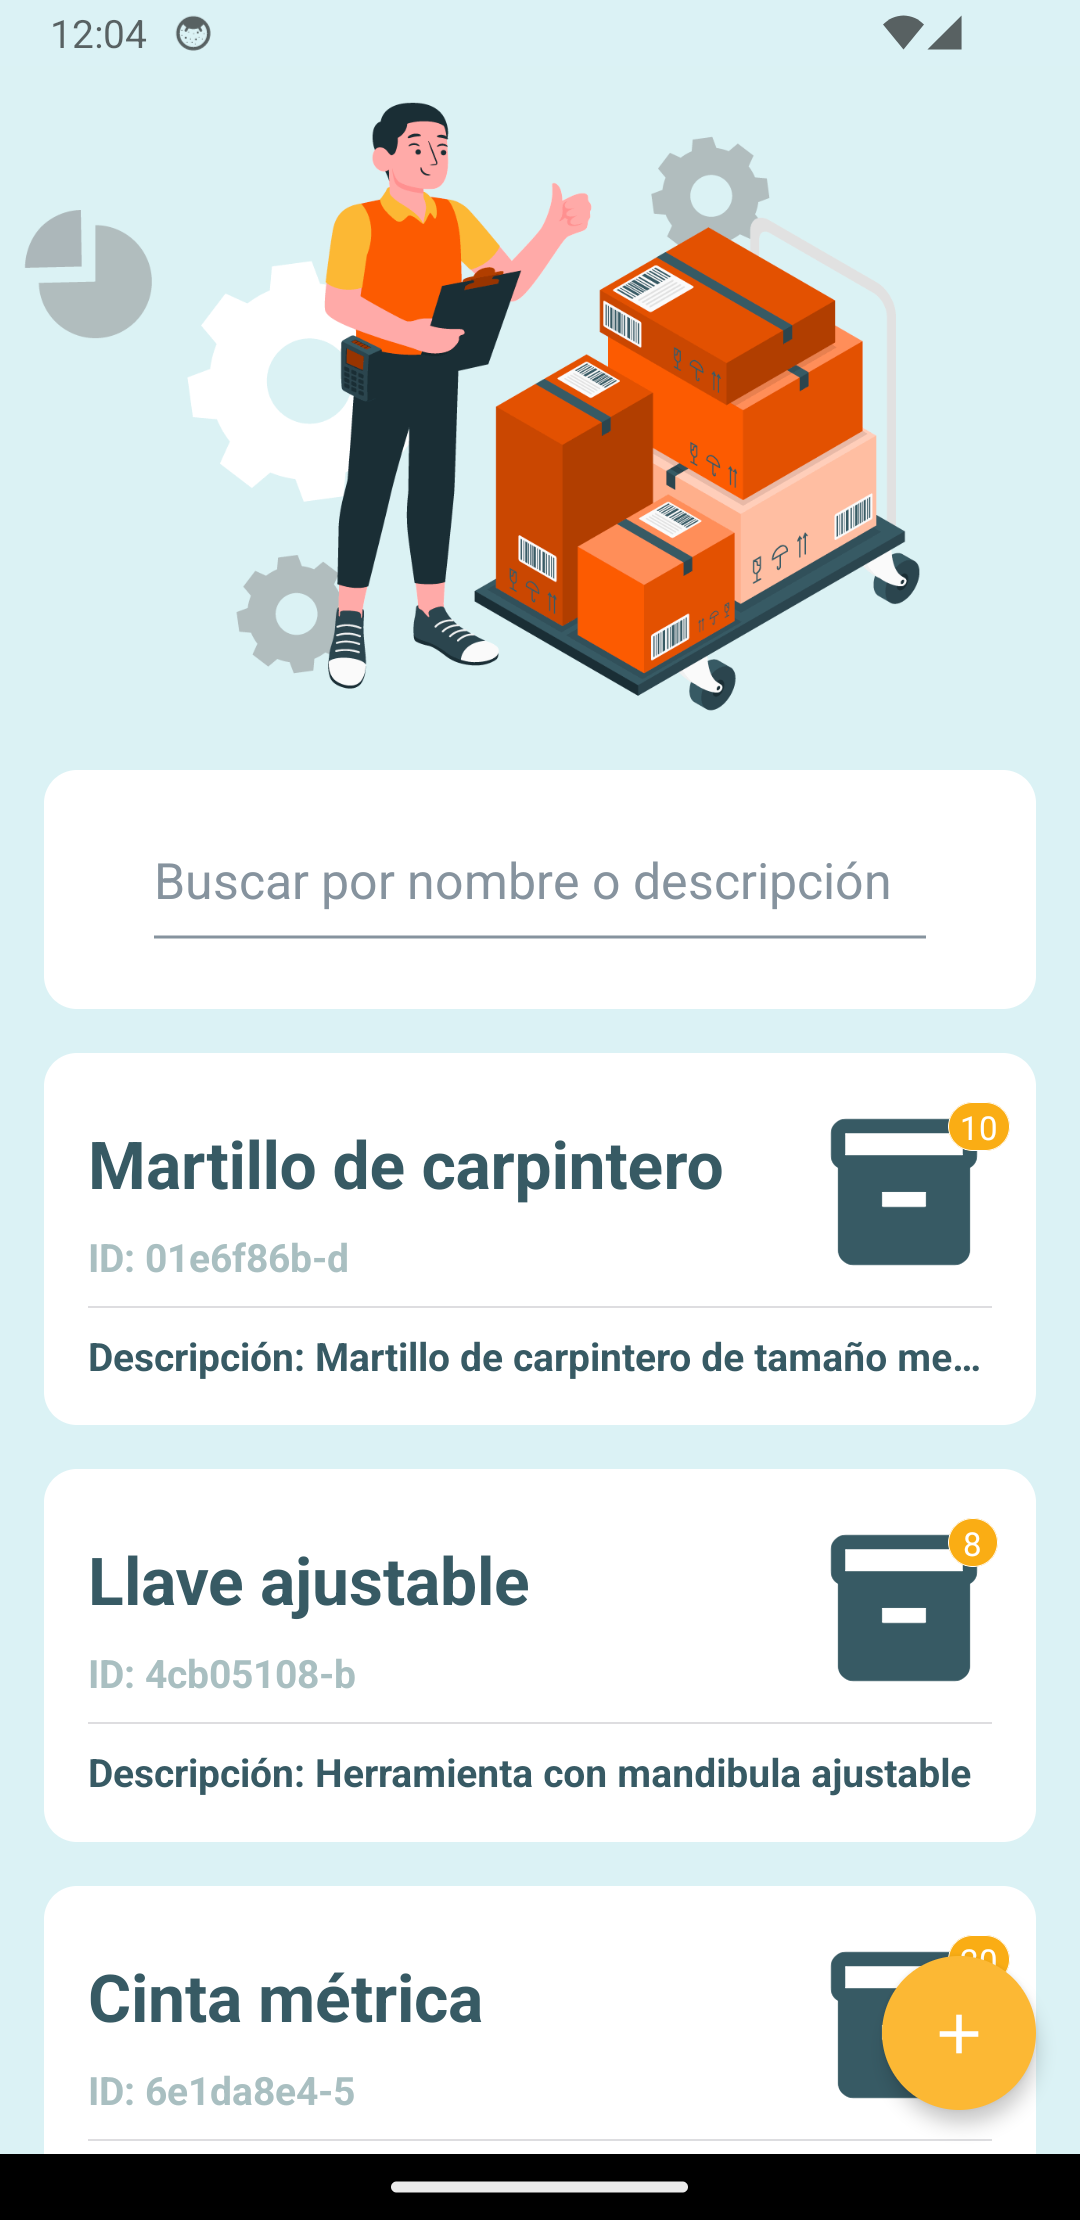 12:04
Buscar por nombre o descripción
Martillo de carpintero
10
ID: 01e6f86b-d
Descripción: Martillo de carpintero de tamaño me...
Llave ajustable
8
ID: 4cb05108-b
Descripción: Herramienta con mandibula ajustable
Cinta métrica
ID: 6e1da8e4-5
+